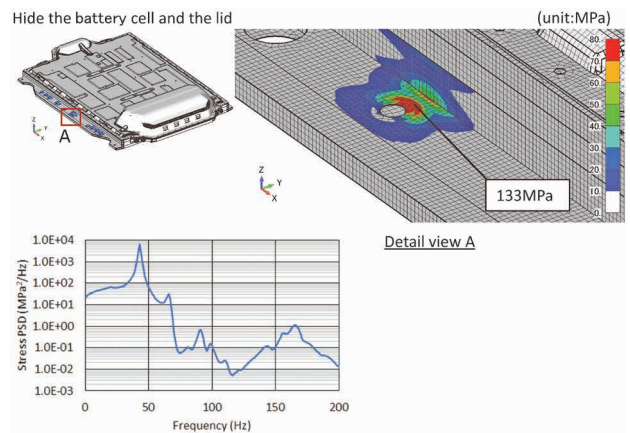 Hide the battery cell and the lid
(unit:MPa)
80.
70.
60.
50.
40.
30.
20.
10.
0.
A
Z
Y
X
Z
Y
X
133MPa
Detail view A
1.0E+04
1.0E+03
1.0E+02
1.0E+01
1.0E+00
1.0E-01
1.0E-02
1.0E-03
Stress PSD (MPa²/Hz)
0 50 100 150 200
Frequency (Hz)